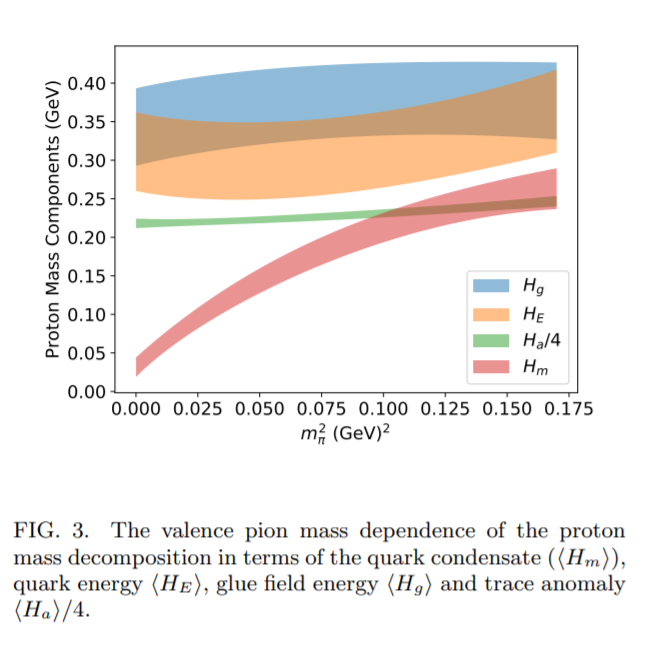 Proton Mass Components (GeV)
0.40
0.35
0.30
0.25
0.20
0.15
0.10
0.05
0.00
H_g
H_E
H_a/4
H_m
0.000 0.025 0.050 0.075 0.100 0.125 0.150 0.175
m_π^2 (GeV)^2
FIG. 3. The valence pion mass dependence of the proton
mass decomposition in terms of the quark condensate (⟨H_m⟩),
quark energy ⟨H_E⟩, glue field energy ⟨H_g⟩ and trace anomaly
⟨H_a⟩/4.